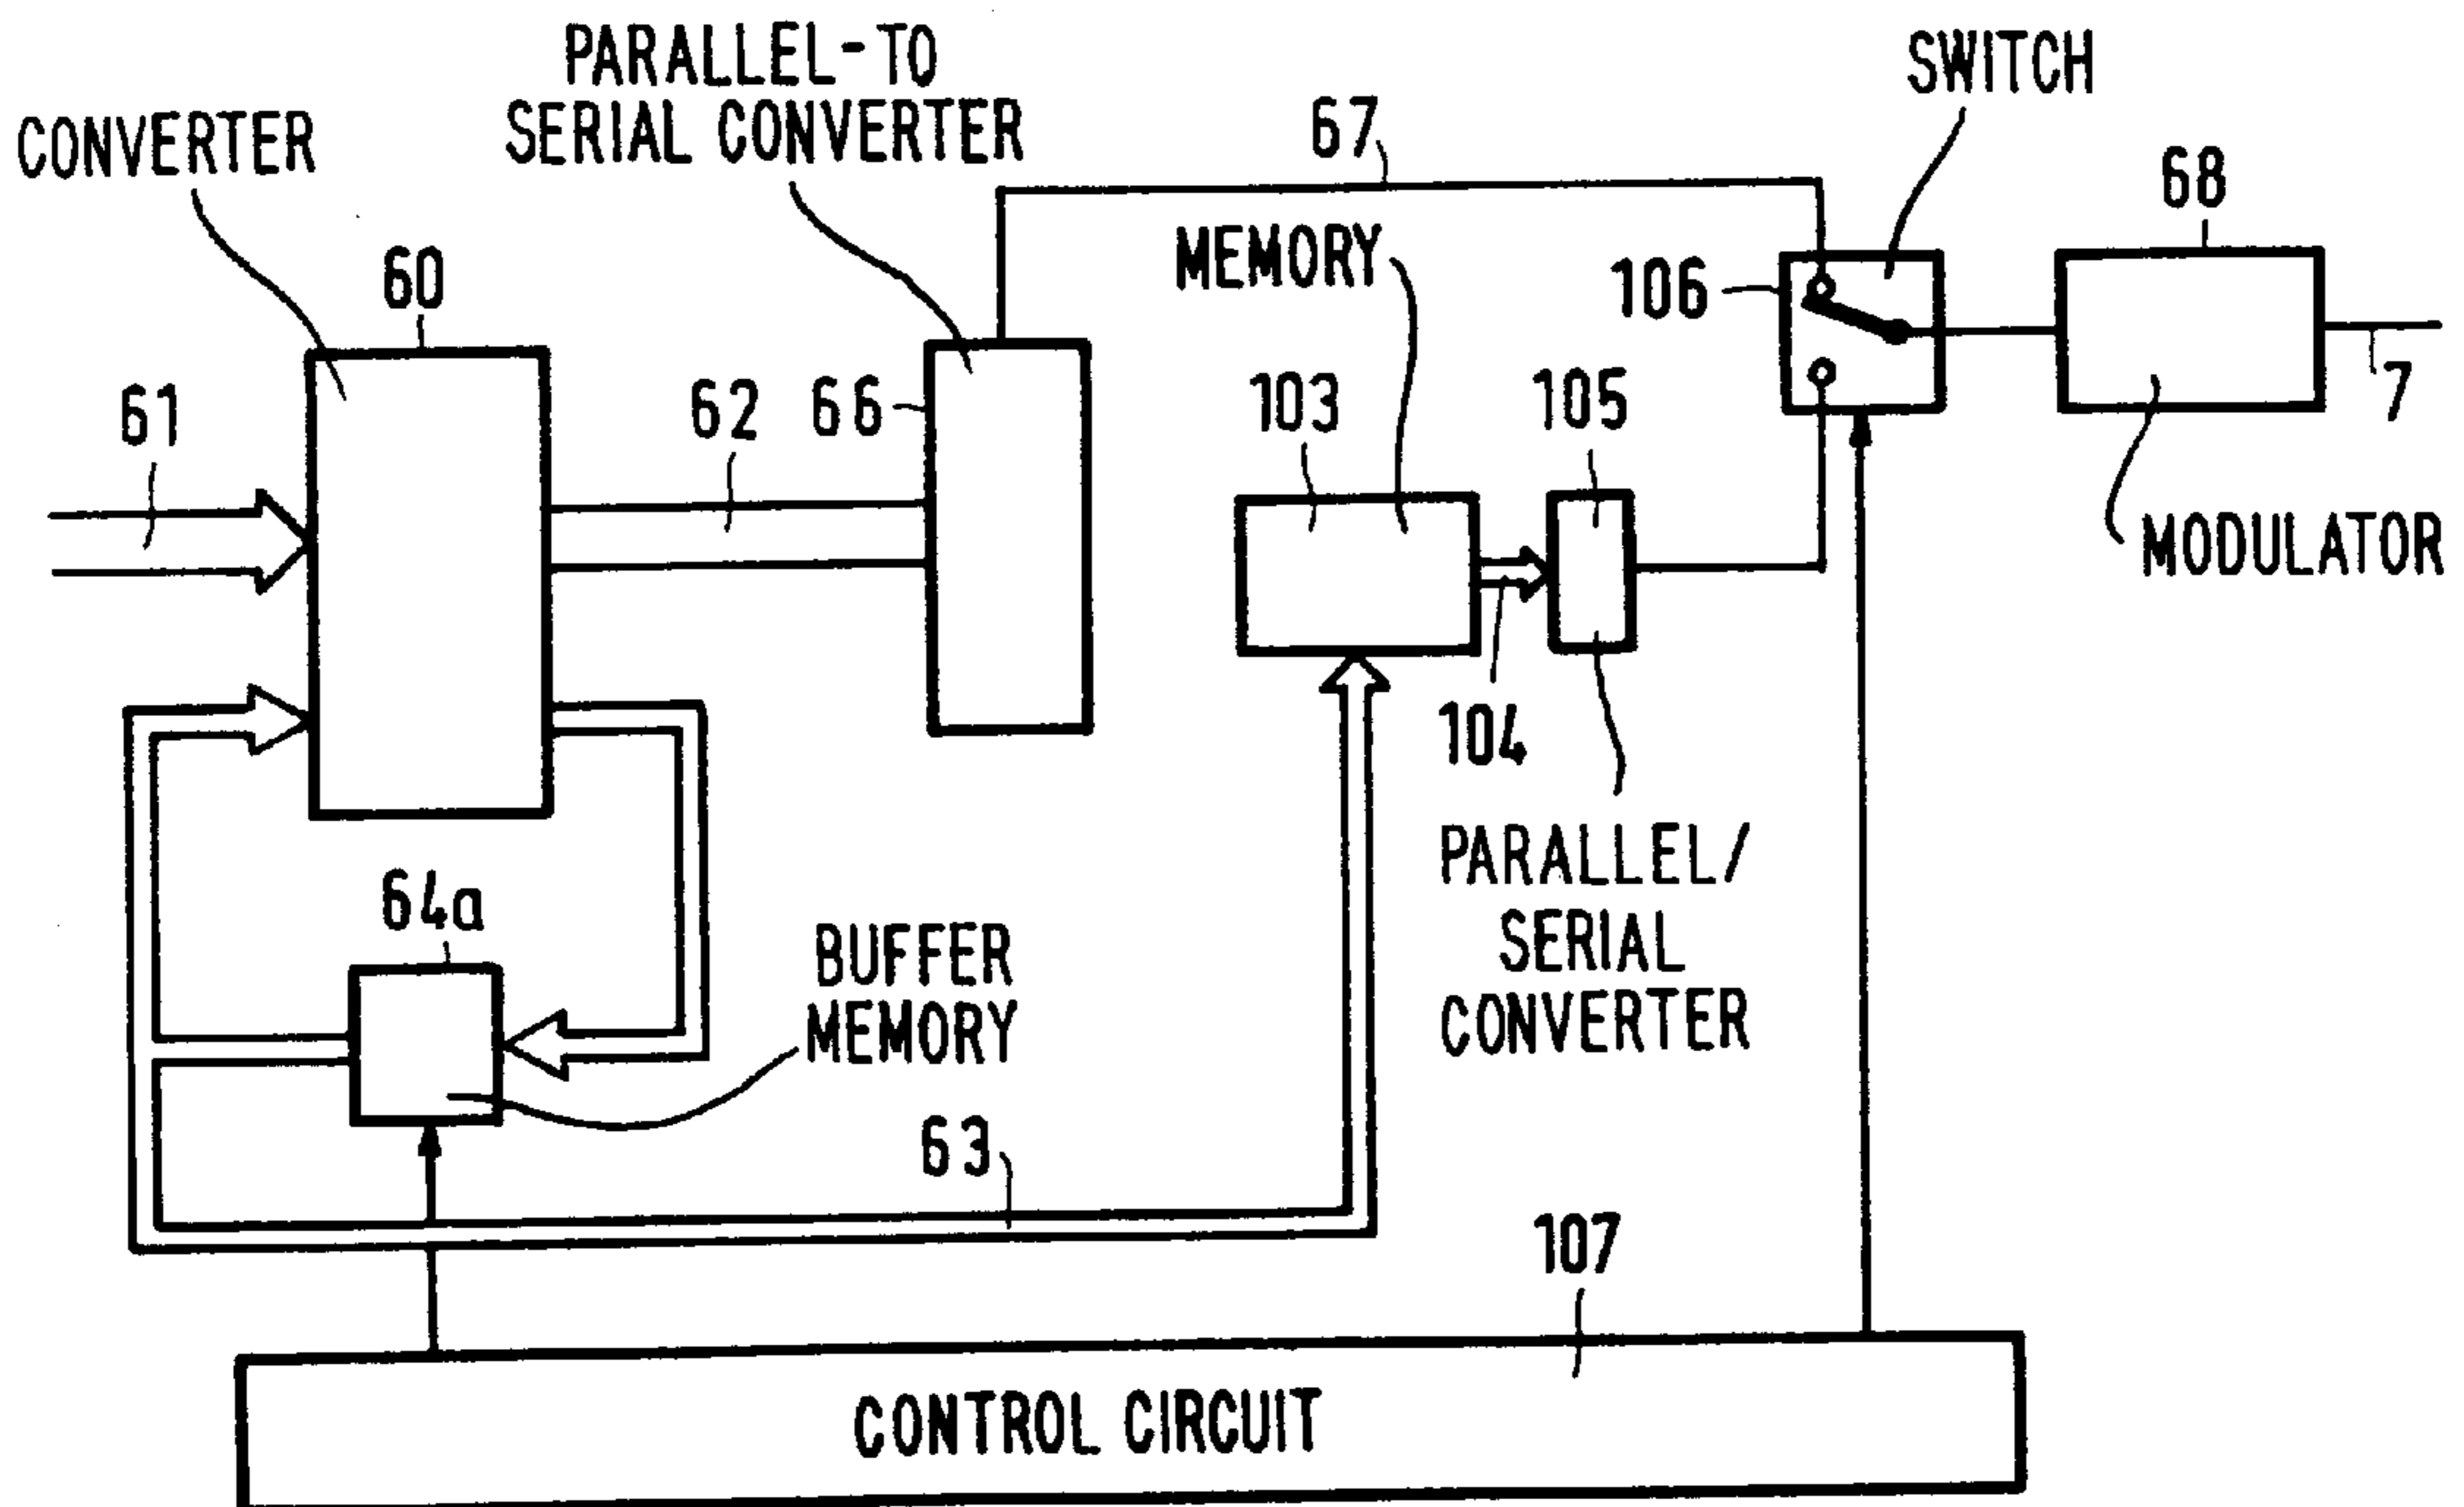 PARALLEL-TO
SERIAL CONVERTER
SWITCH
CONVERTER
67
68
60
MEMORY
106
61
62
66
103
105
7
104
MODULATOR
PARALLEL/
SERIAL
CONVERTER
64a
BUFFER
MEMORY
63
107
CONTROL CIRCUIT